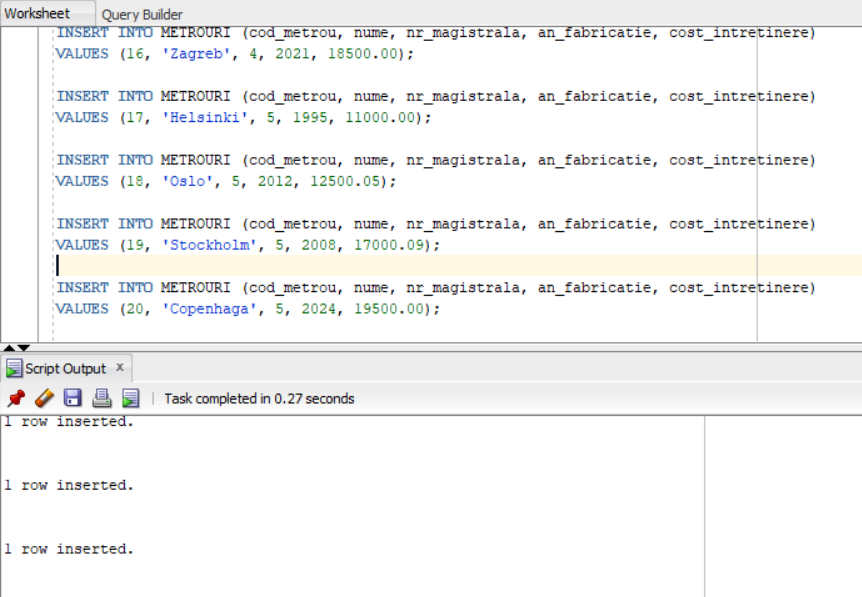 Worksheet Query Builder
INSERT INTO METROURI (cod_metrou, nume, nr_magistrala, an_fabricatie, cost_intretinere)
VALUES (16, 'Zagreb', 4, 2021, 18500.00);
INSERT INTO METROURI (cod_metrou, nume, nr_magistrala, an_fabricatie, cost_intretinere)
VALUES (17, 'Helsinki', 5, 1995, 11000.00);
INSERT INTO METROURI (cod_metrou, nume, nr_magistrala, an_fabricatie, cost_intretinere)
VALUES (18, 'Oslo', 5, 2012, 12500.05);
INSERT INTO METROURI (cod_metrou, nume, nr_magistrala, an_fabricatie, cost_intretinere)
VALUES (19, 'Stockholm', 5, 2008, 17000.09);
INSERT INTO METROURI (cod_metrou, nume, nr_magistrala, an_fabricatie, cost_intretinere)
VALUES (20, 'Copenhaga', 5, 2024, 19500.00);
Script Output x
Task completed in 0.27 seconds
1 row inserted.
1 row inserted.
1 row inserted.